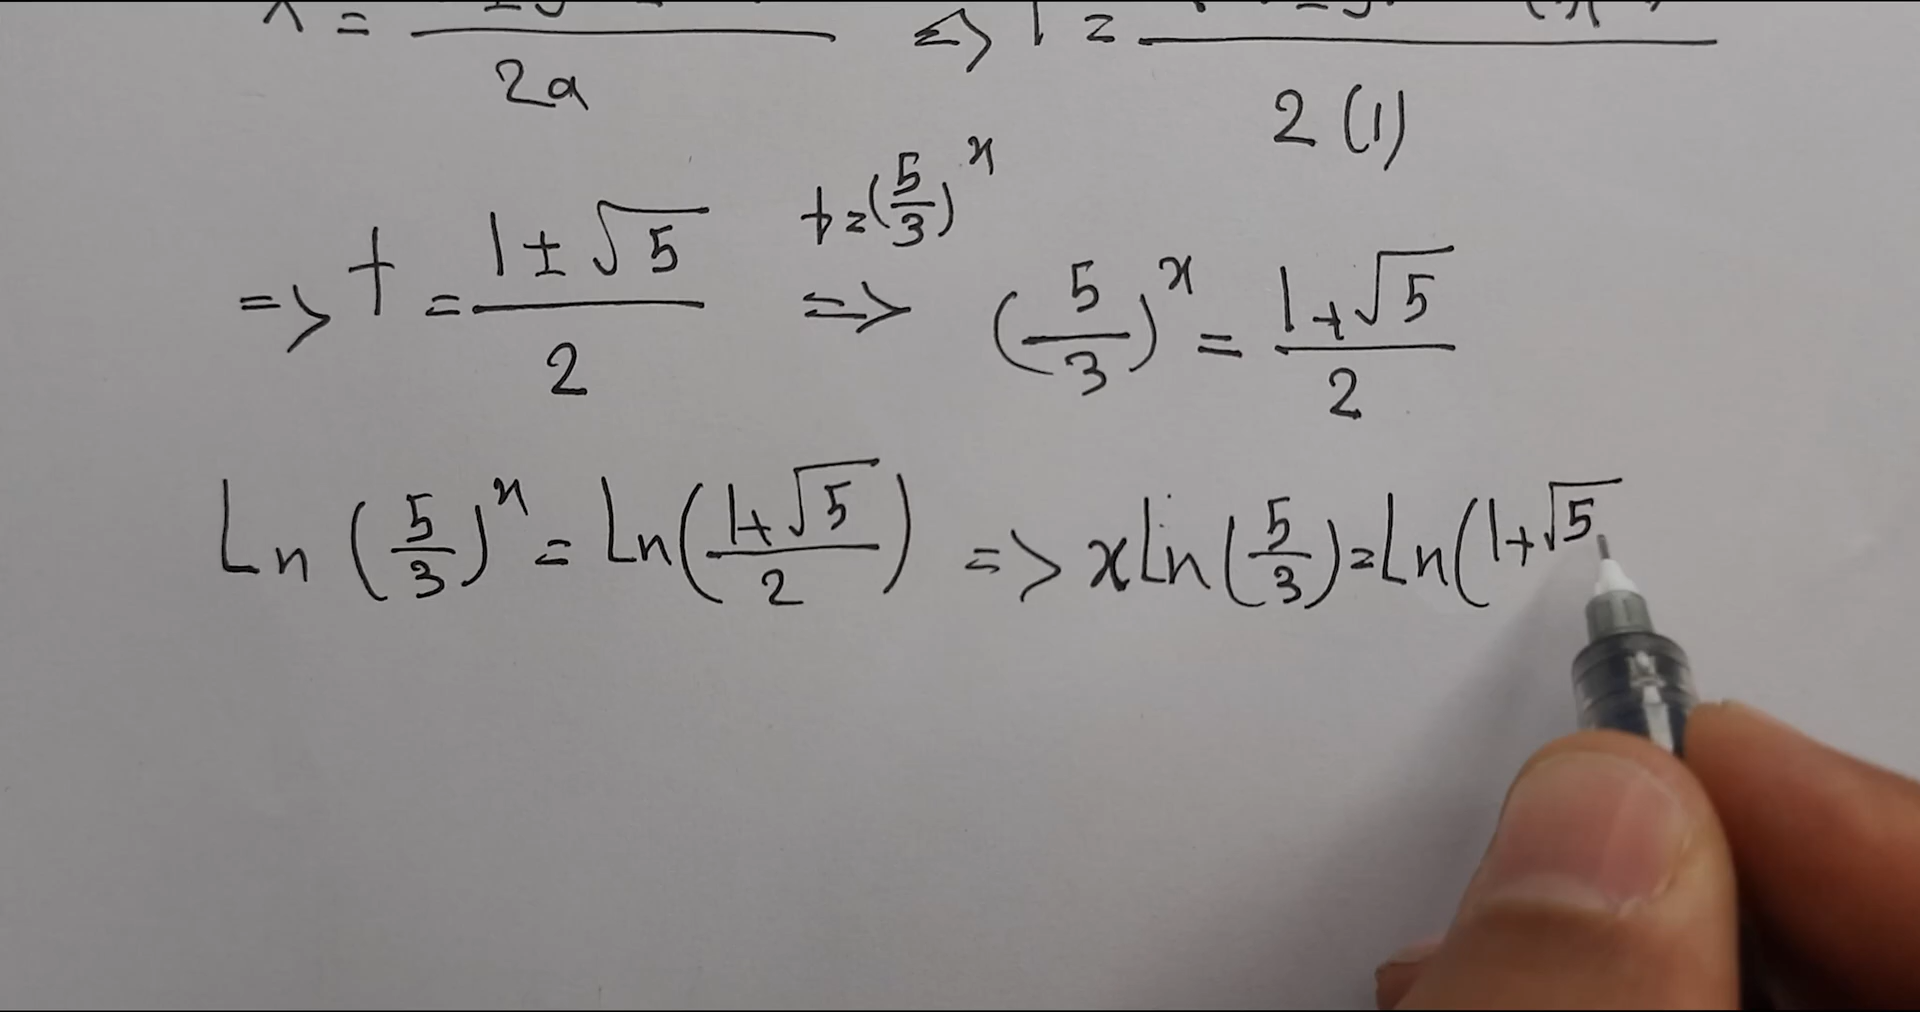 x = 2a <=> t = 2(1)
=> t = (1±√5)/2 t=(5/3)^x => (5/3)^x = (1+√5)/2
Ln (5/3)^x = Ln((1+√5)/2) => xLn(5/3)=Ln(1+√5